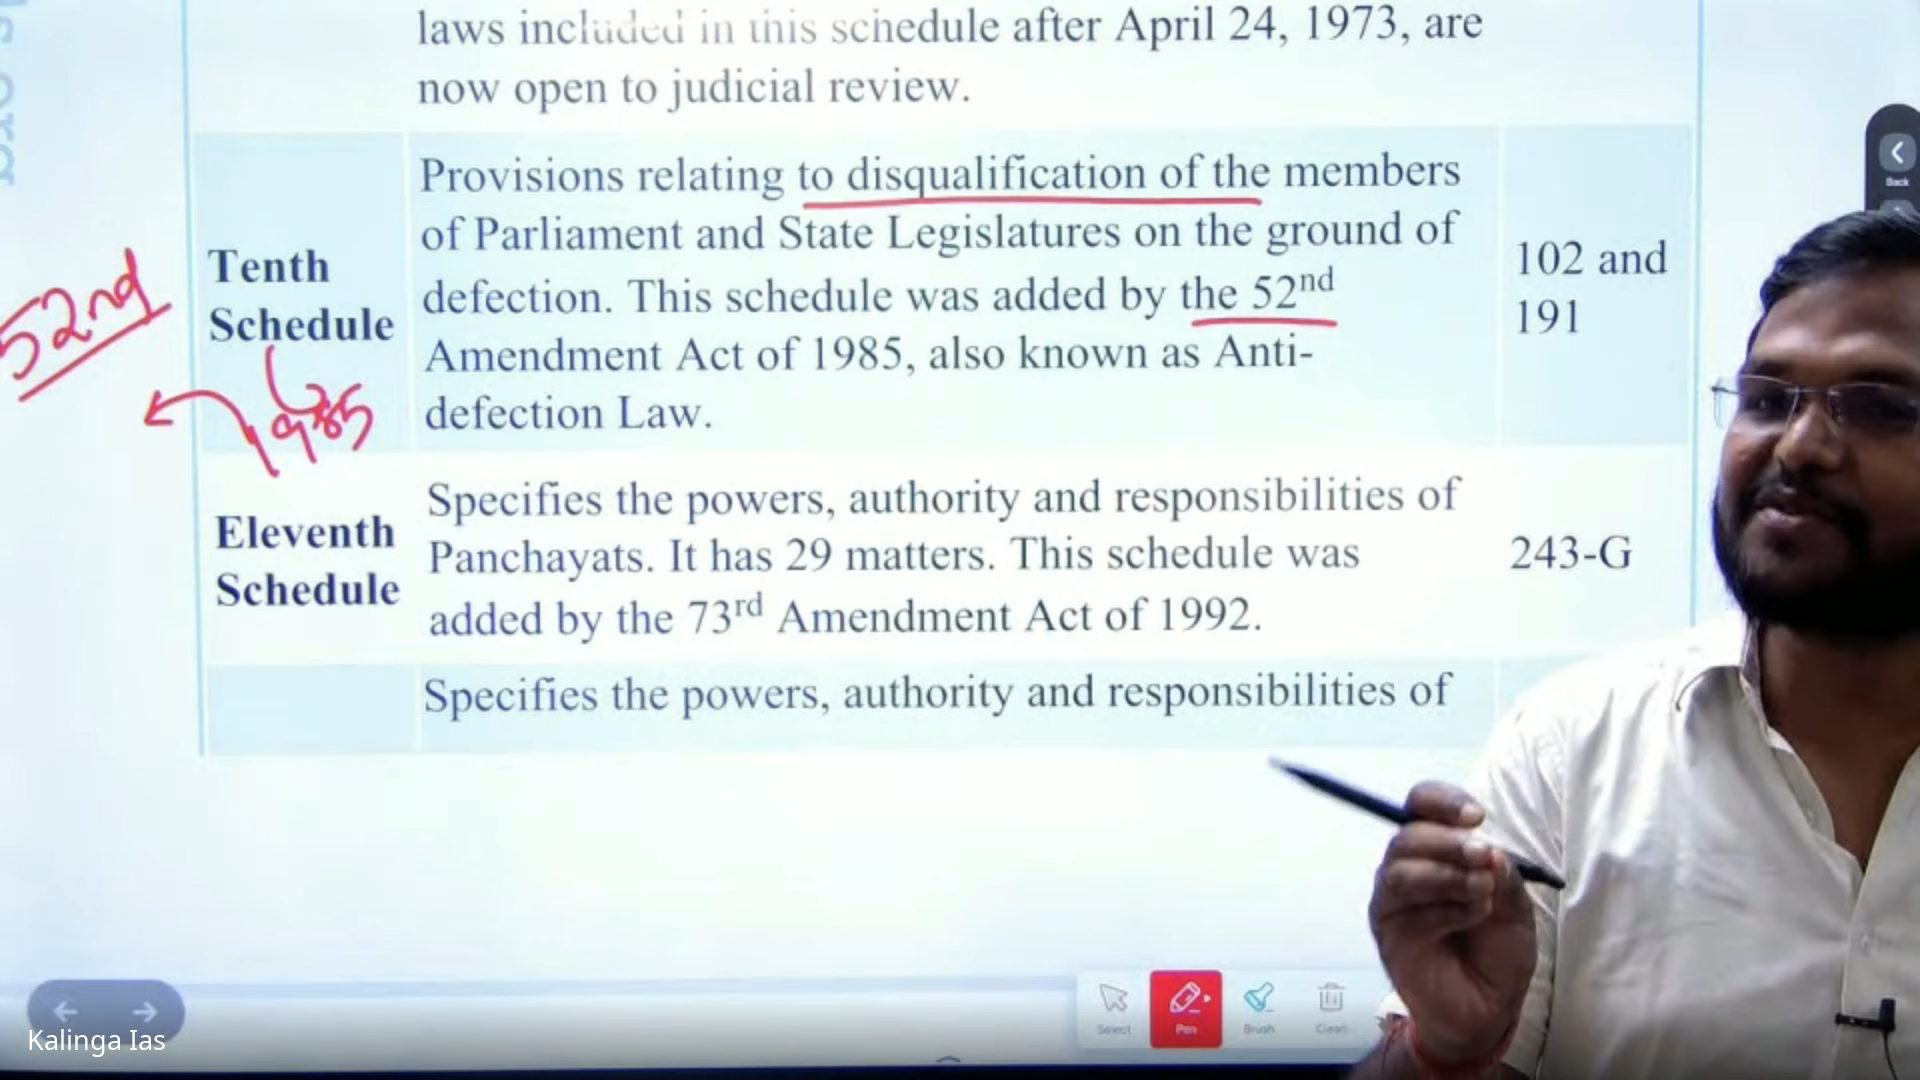 laws included in this schedule after April 24, 1973, are
now open to judicial review.
Tenth
Schedule
Provisions relating to disqualification of the members
of Parliament and State Legislatures on the ground of
defection. This schedule was added by the 52nd
Amendment Act of 1985, also known as Anti-
defection Law.
102 and
191
52nd
1985
Eleventh
Schedule
Specifies the powers, authority and responsibilities of
Panchayats. It has 29 matters. This schedule was
added by the 73rd Amendment Act of 1992.
243-G
Specifies the powers, authority and responsibilities of
Back
Select
Pen
Brush
Clean
Kalinga Ias